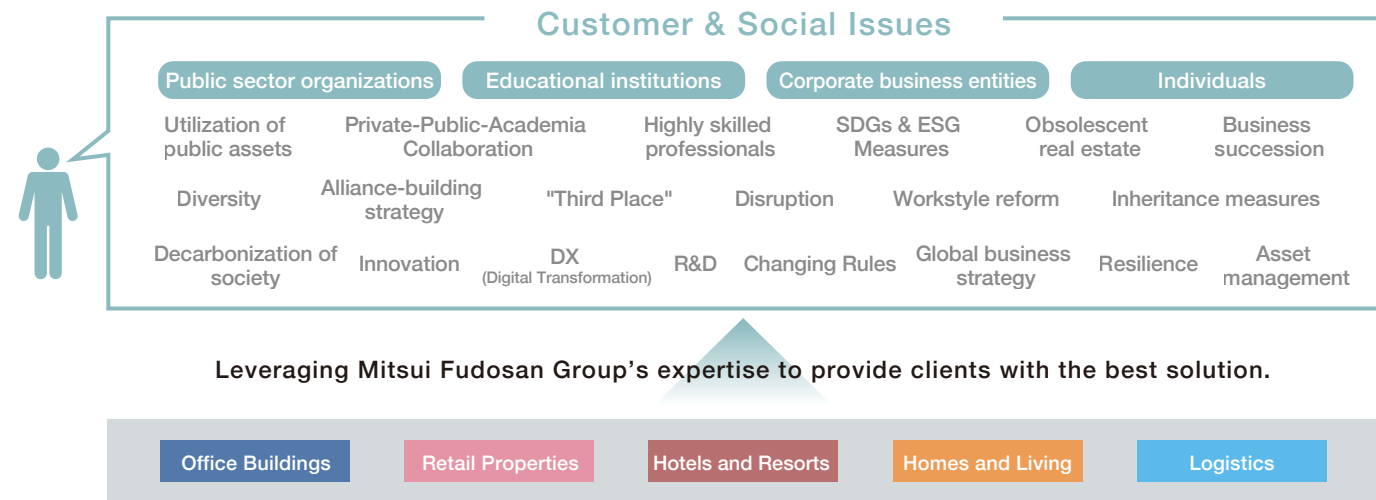 Customer & Social Issues
Public sector organizations Educational institutions Corporate business entities Individuals
Utilization of public assets
Private-Public-Academia Collaboration
Highly skilled professionals
SDGs & ESG Measures
Obsolescent real estate
Business succession
Diversity
Alliance-building strategy
"Third Place"
Disruption
Workstyle reform
Inheritance measures
Decarbonization of society
Innovation
DX
(Digital Transformation)
R&D
Changing Rules
Global business strategy
Resilience
Asset management
Leveraging Mitsui Fudosan Group’s expertise to provide clients with the best solution.
Office Buildings Retail Properties Hotels and Resorts Homes and Living Logistics